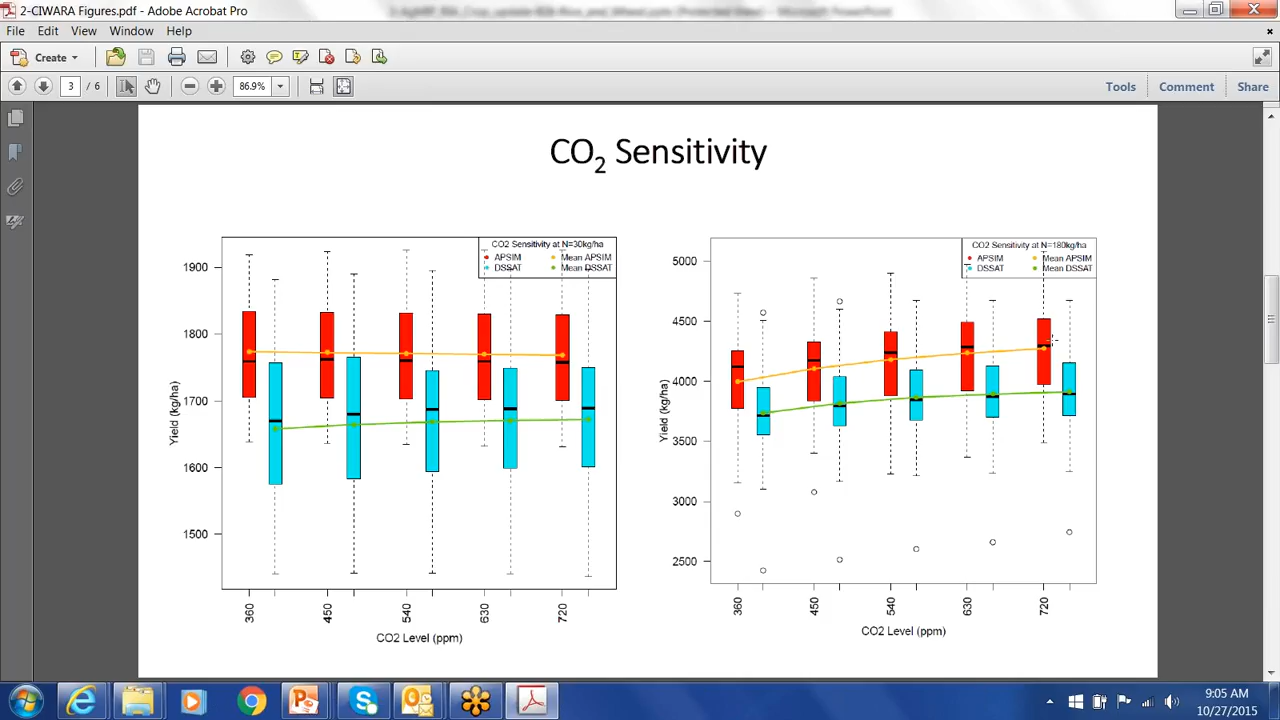 2-CIWARA Figures.pdf - Adobe Acrobat Pro
File Edit View Window Help
Create
3 / 6 86.9% Tools Comment Share
CO2 Sensitivity
CO2 Sensitivity at N=30kg/ha
APSIM Mean APSIM
DSSAT Mean DSSAT
1900
1800
1700
1600
1500
Yield (kg/ha)
360 450 540 630 720
CO2 Level (ppm)
CO2 Sensitivity at N=180kg/ha
APSIM Mean APSIM
DSSAT Mean DSSAT
5000
4500
4000
3500
3000
2500
Yield (kg/ha)
360 450 540 630 720
CO2 Level (ppm)
9:05 AM
10/27/2015